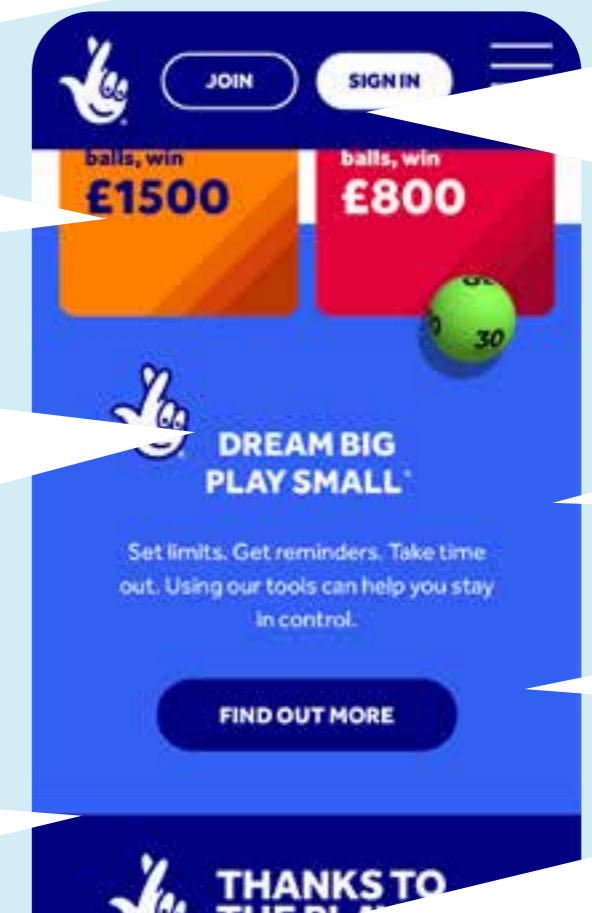 JOIN
SIGN IN
balls, win
£1500
balls, win
£800
30
DREAM BIG
PLAY SMALL
Set limits. Get reminders. Take time
out. Using our tools can help you stay
in control.
FIND OUT MORE
THANKS TO
THE